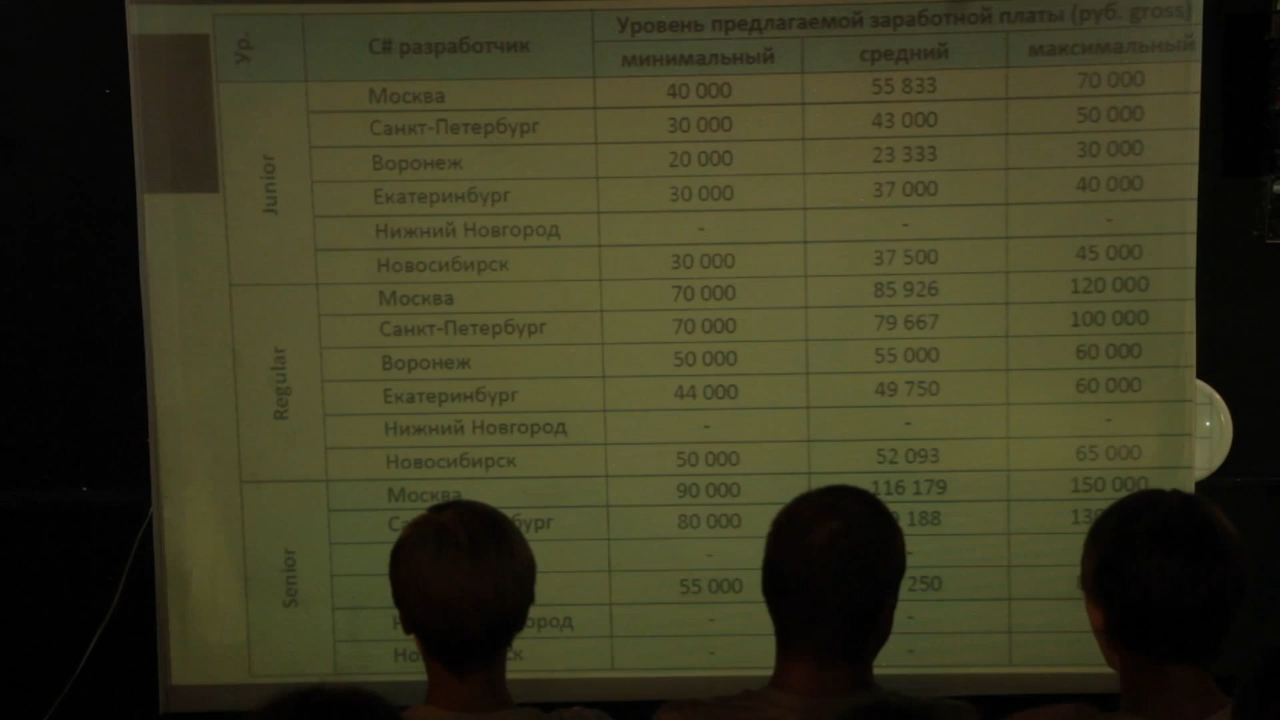 Ур. C# разработчик Уровень предлагаемой заработной платы (руб. gross)
минимальный средний максимальный
Junior
Москва 40 000 55 833 70 000
Санкт-Петербург 30 000 43 000 50 000
Воронеж 20 000 23 333 30 000
Екатеринбург 30 000 37 000 40 000
Нижний Новгород - - -
Новосибирск 30 000 37 500 45 000
Regular
Москва 70 000 85 926 120 000
Санкт-Петербург 70 000 79 667 100 000
Воронеж 50 000 55 000 60 000
Екатеринбург 44 000 49 750 60 000
Нижний Новгород - - -
Новосибирск 50 000 52 093 65 000
Senior
Москва 90 000 116 179 150 000
80 000
- -
55 000
- -
- -